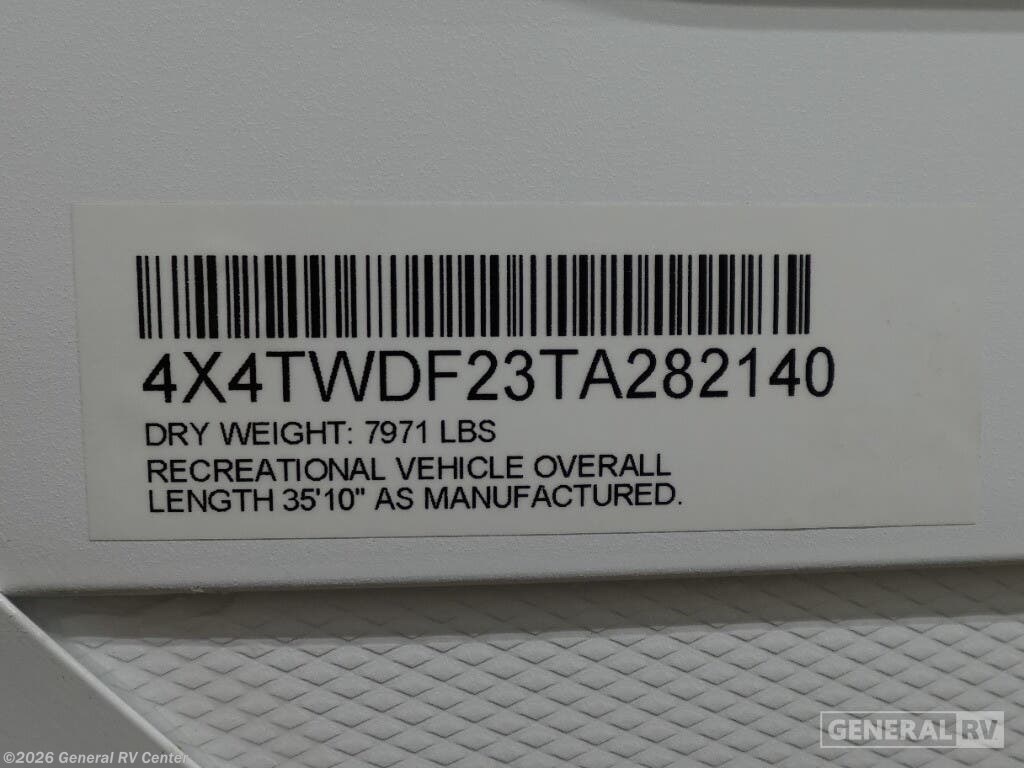 4X4TWDF23TA282140
DRY WEIGHT: 7971 LBS
RECREATIONAL VEHICLE OVERALL
LENGTH 35'10" AS MANUFACTURED.
GENERAL RV
©2026 General RV Center